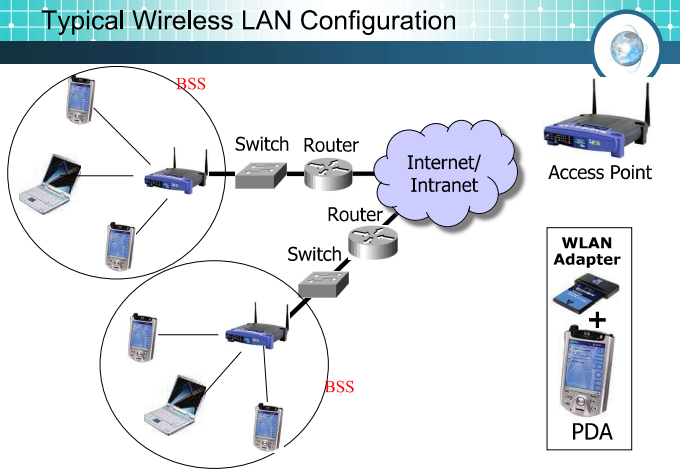 Typical Wireless LAN Configuration
BSS
Switch
Router
Internet/
Intranet
Access Point
Router
Switch
WLAN
Adapter
+
PDA
BSS